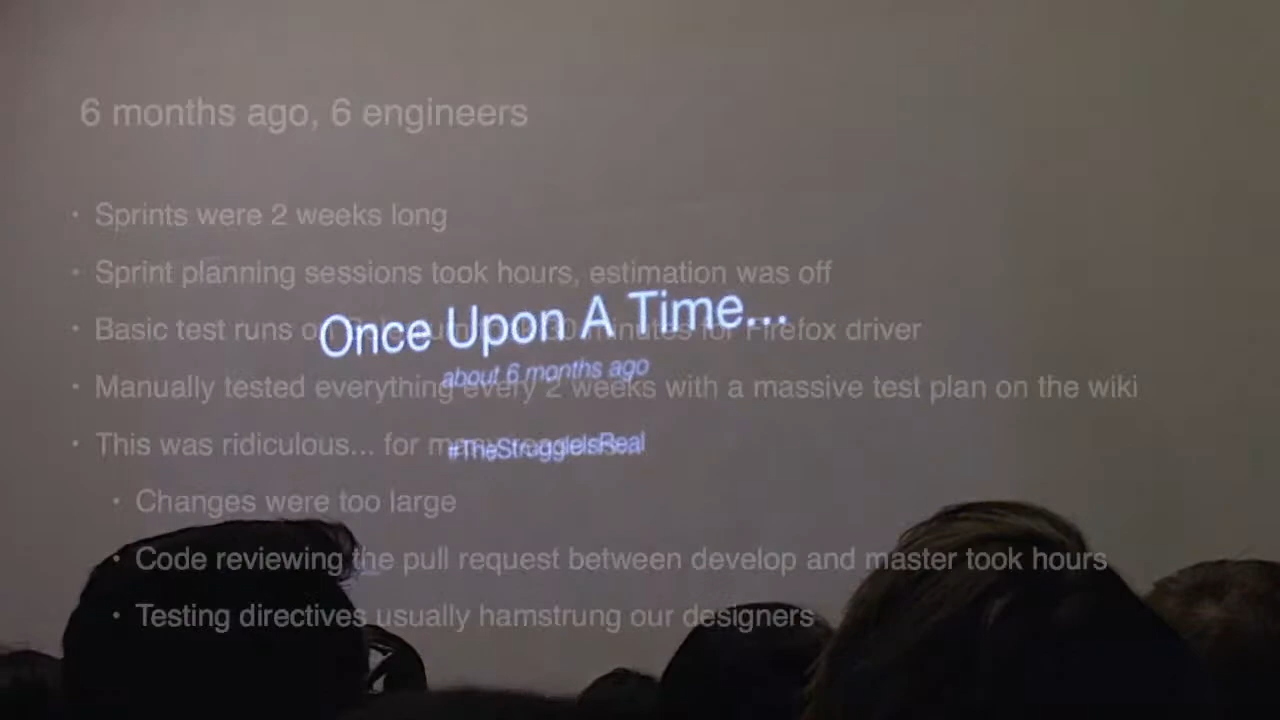 6 months ago, 6 engineers
• Sprints were 2 weeks long
• Sprint planning sessions took hours, estimation was off
Once Upon A Time...
• Basic test runs on took 30 minutes for Firefox driver
about 6 months ago
• Manually tested everything every 2 weeks with a massive test plan on the wiki
• This was ridiculous... for
#TheStruggleIsReal
• Changes were too large
• Code reviewing the pull request between develop and master took hours
• Testing directives usually hamstrung our designers